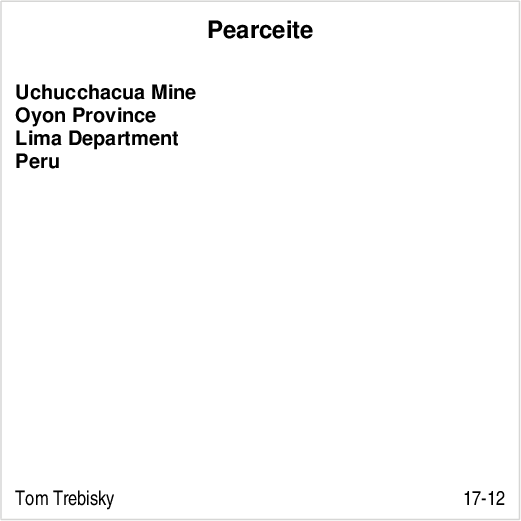 Pearceite
Uchucchacua Mine
Oyon Province
Lima Department
Peru
Tom Trebisky 17-12